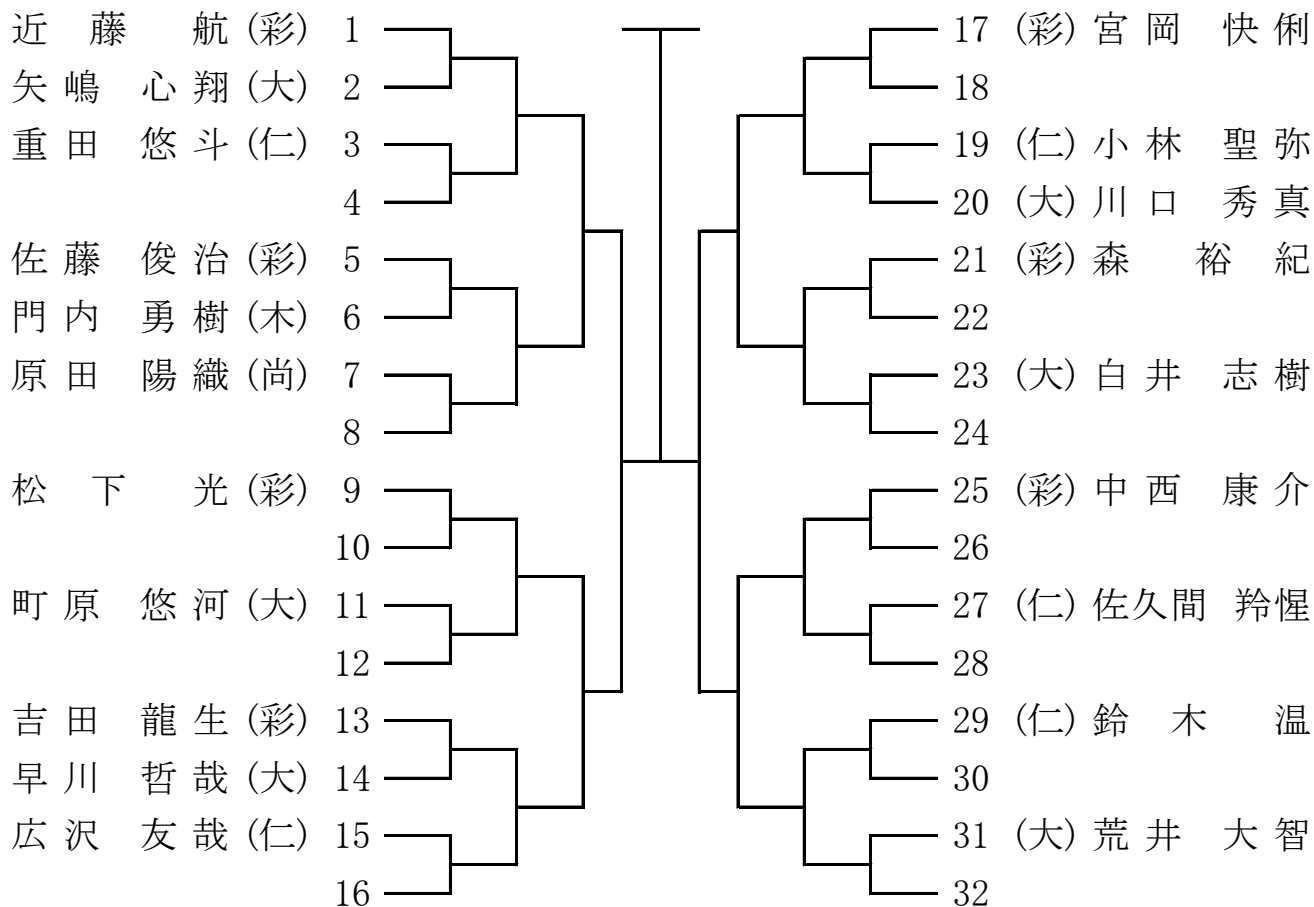 近藤 航 (彩) 1
矢嶋 心翔 (大) 2
重田 悠斗 (仁) 3
4
佐藤 俊治 (彩) 5
門内 勇樹 (木) 6
原田 陽織 (尚) 7
8
松下 光 (彩) 9
10
町原 悠河 (大) 11
12
吉田 龍生 (彩) 13
早川 哲哉 (大) 14
広沢 友哉 (仁) 15
16
17 (彩) 宮岡 快俐
18
19 (仁) 小林 聖弥
20 (大) 川口 秀真
21 (彩) 森 裕紀
22
23 (大) 白井 志樹
24
25 (彩) 中西 康介
26
27 (仁) 佐久間 羚惺
28
29 (仁) 鈴木 温
30
31 (大) 荒井 大智
32